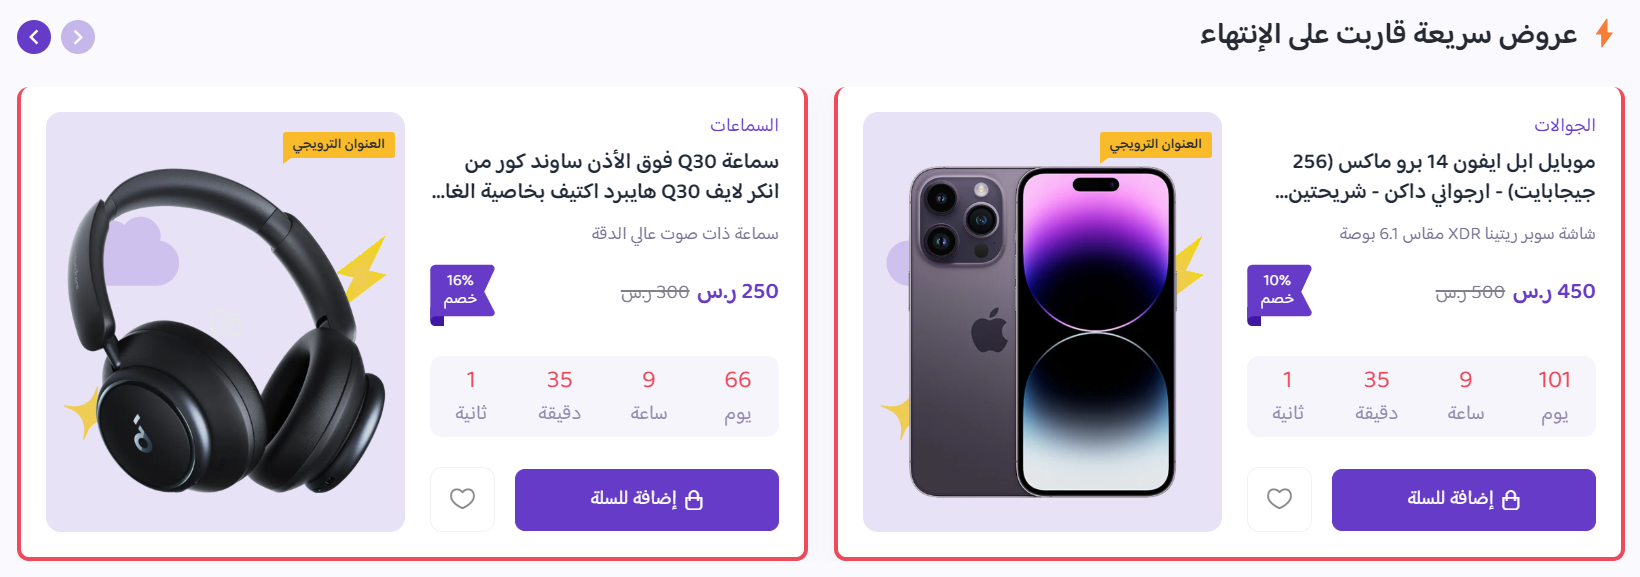 عروض سريعة قاربت على الإنتهاء
الجوالات
موبايل ابل ايفون 14 برو ماكس (256
جيجابايت) - ارجواني داكن - شريحتين...
شاشة سوبر ريتينا XDR مقاس 6.1 بوصة
450 ر.س 500 ر.س
10%
خصم
101 9 35 1
يوم ساعة دقيقة ثانية
إضافة للسلة
العنوان الترويجي
السماعات
سماعة Q30 فوق الأذن ساوند كور من
انكر لايف Q30 هايبرد اكتيف بخاصية الغا...
سماعة ذات صوت عالي الدقة
250 ر.س 300 ر.س
16%
خصم
66 9 35 1
يوم ساعة دقيقة ثانية
إضافة للسلة
العنوان الترويجي